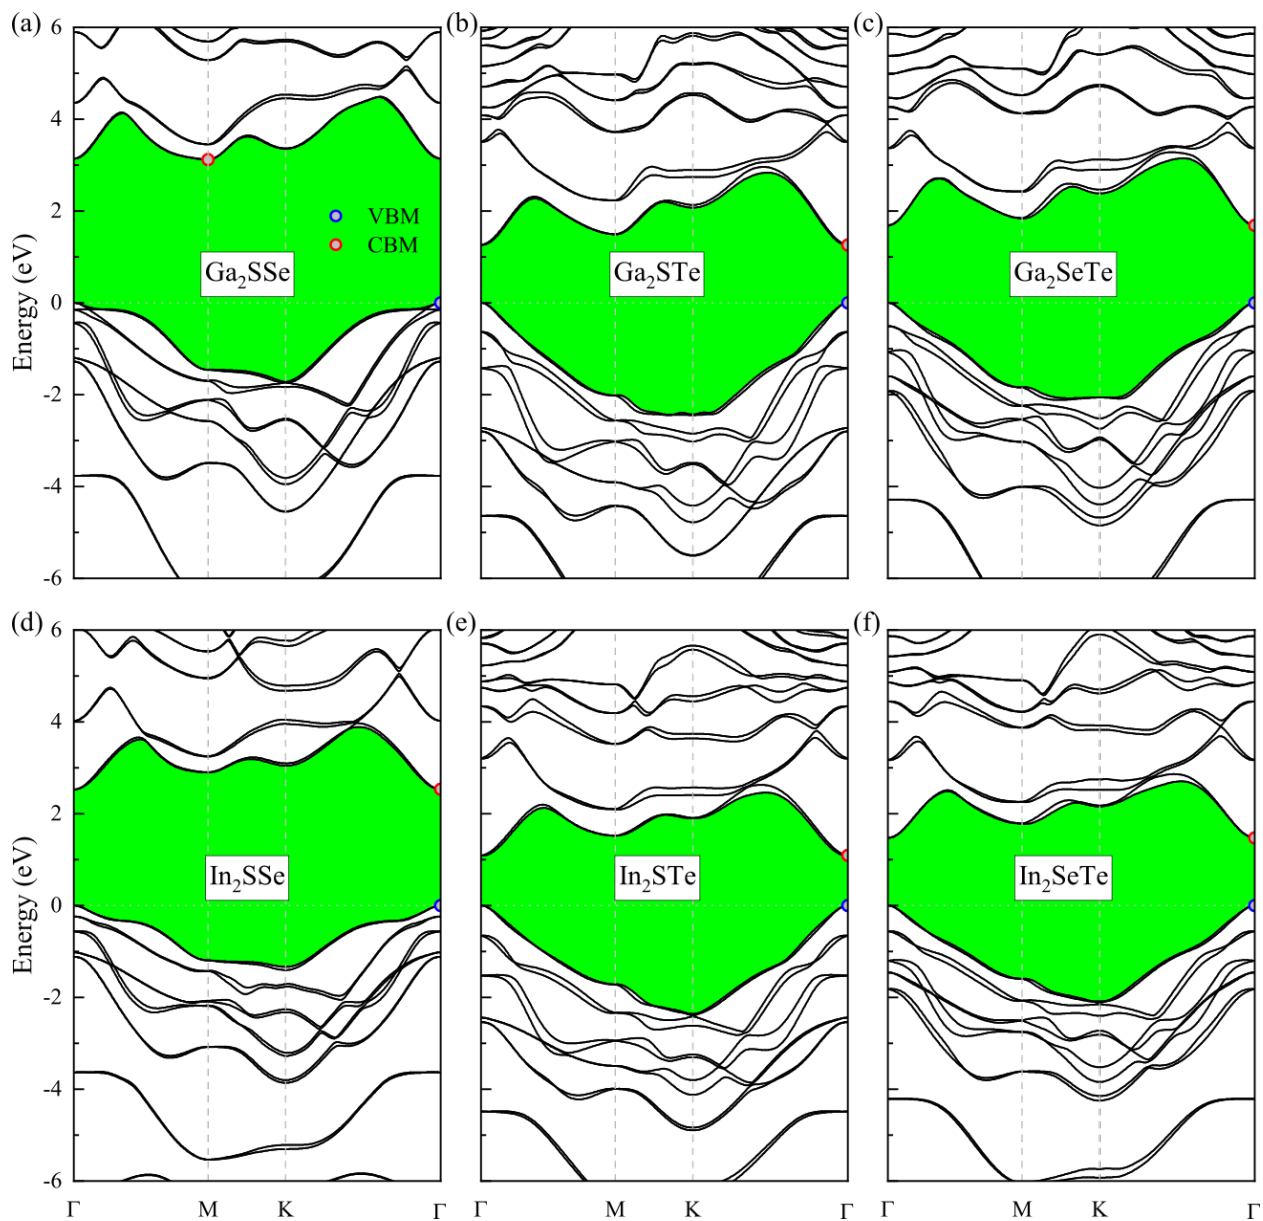 (a)
(b)
(c)
6
4
2
0
-2
-4
-6
Energy (eV)
VBM
CBM
Ga₂SSe
Ga₂STe
Ga₂SeTe
(d)
(e)
(f)
6
4
2
0
-2
-4
-6
Energy (eV)
In₂SSe
In₂STe
In₂SeTe
Γ M K Γ
Γ M K Γ
Γ M K Γ